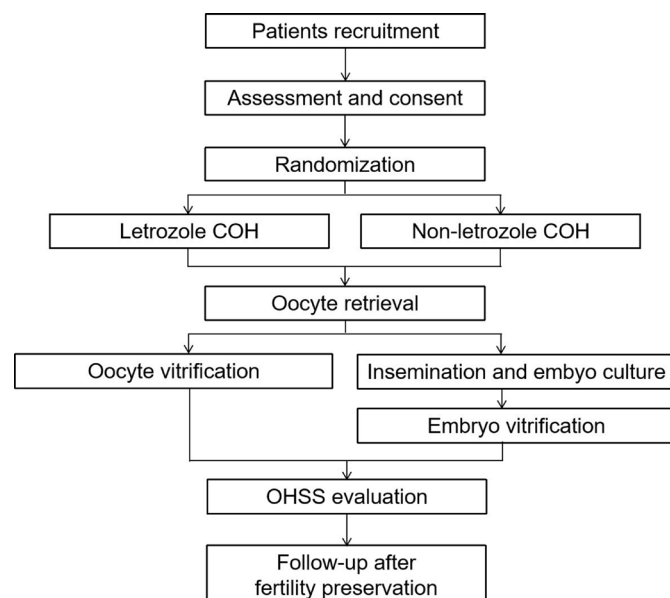 Patients recruitment
Assessment and consent
Randomization
Letrozole COH
Non-letrozole COH
Oocyte retrieval
Oocyte vitrification
Insemination and embyo culture
Embryo vitrification
OHSS evaluation
Follow-up after
fertility preservation